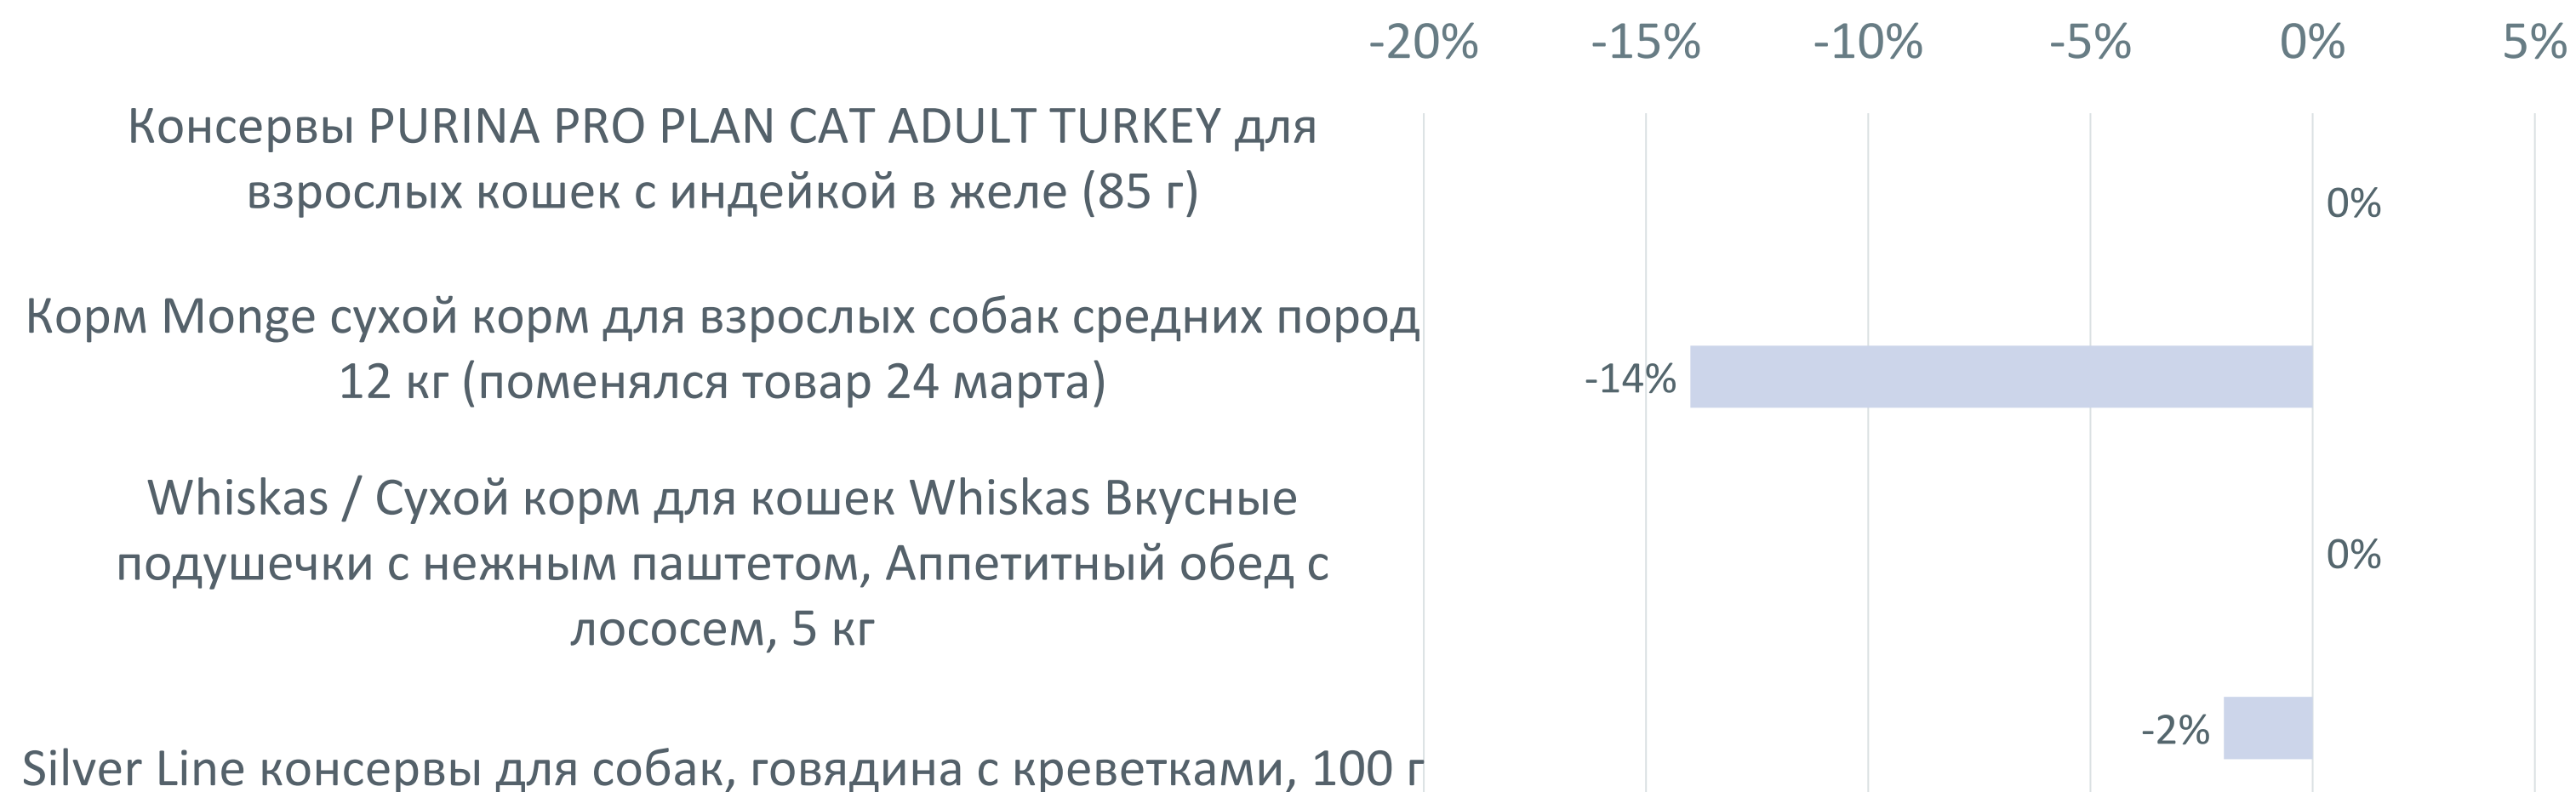 -20% -15% -10% -5% 0% 5%
Консервы PURINA PRO PLAN CAT ADULT TURKEY для
взрослых кошек с индейкой в желе (85 г)
0%
Корм Monge сухой корм для взрослых собак средних пород
12 кг (поменялся товар 24 марта)
-14%
Whiskas / Сухой корм для кошек Whiskas Вкусные
подушечки с нежным паштетом, Аппетитный обед с
лососем, 5 кг
0%
Silver Line консервы для собак, говядина с креветками, 100 г
-2%